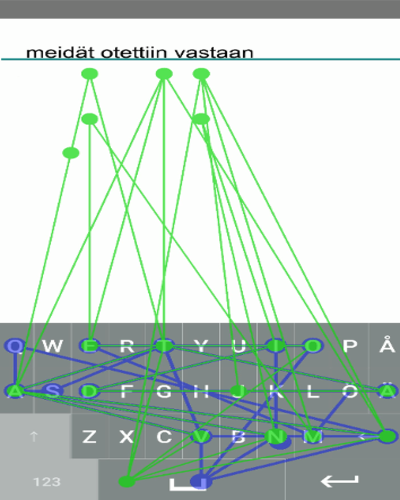 meidät otettiin vastaan
Q W E R T Y U I O P Å
A S D F G H J K L Ö Ä
↑ Z X C V B N M <
123